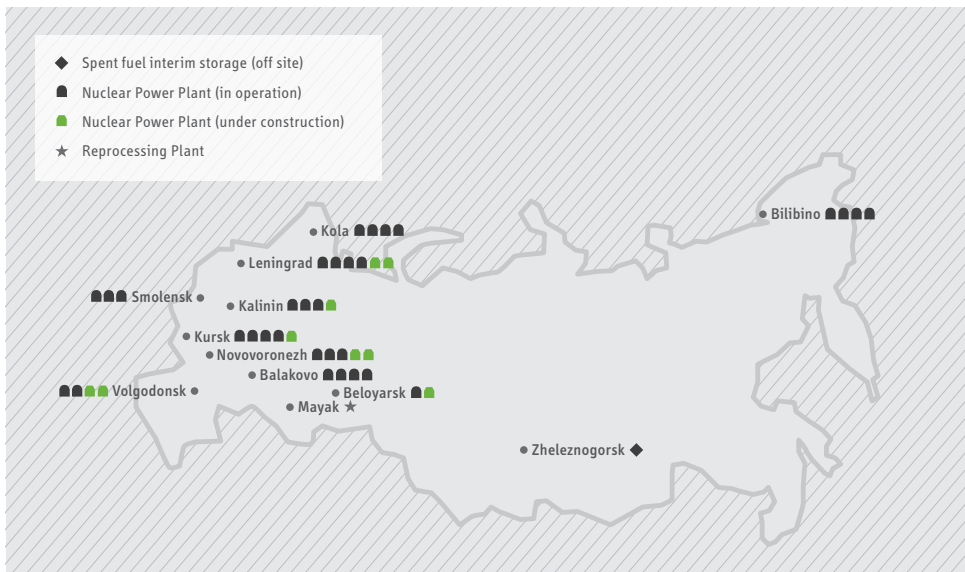 Spent fuel interim storage (off site)
Nuclear Power Plant (in operation)
Nuclear Power Plant (under construction)
Reprocessing Plant
Bilibino
Kola
Leningrad
Smolensk
Kalinin
Kursk
Novovoronezh
Balakovo
Volgodonsk
Beloyarsk
Mayak
Zheleznogorsk